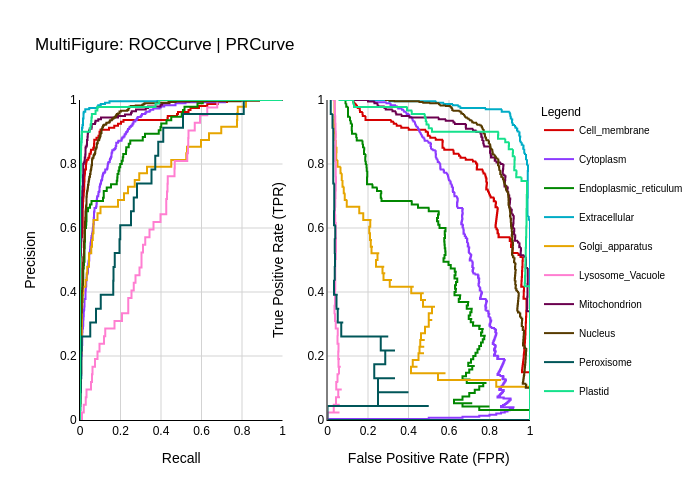 MultiFigure: ROCCurve | PRCurve
Precision
1
0.8
0.6
0.4
0.2
0
0
0.2
0.4
0.6
0.8
1
Recall
True Positive Rate (TPR)
1
0.8
0.6
0.4
0.2
0
0
0.2
0.4
0.6
0.8
1
False Positive Rate (FPR)
Legend
Cell_membrane
Cytoplasm
Endoplasmic_reticulum
Extracellular
Golgi_apparatus
Lysosome_Vacuole
Mitochondrion
Nucleus
Peroxisome
Plastid